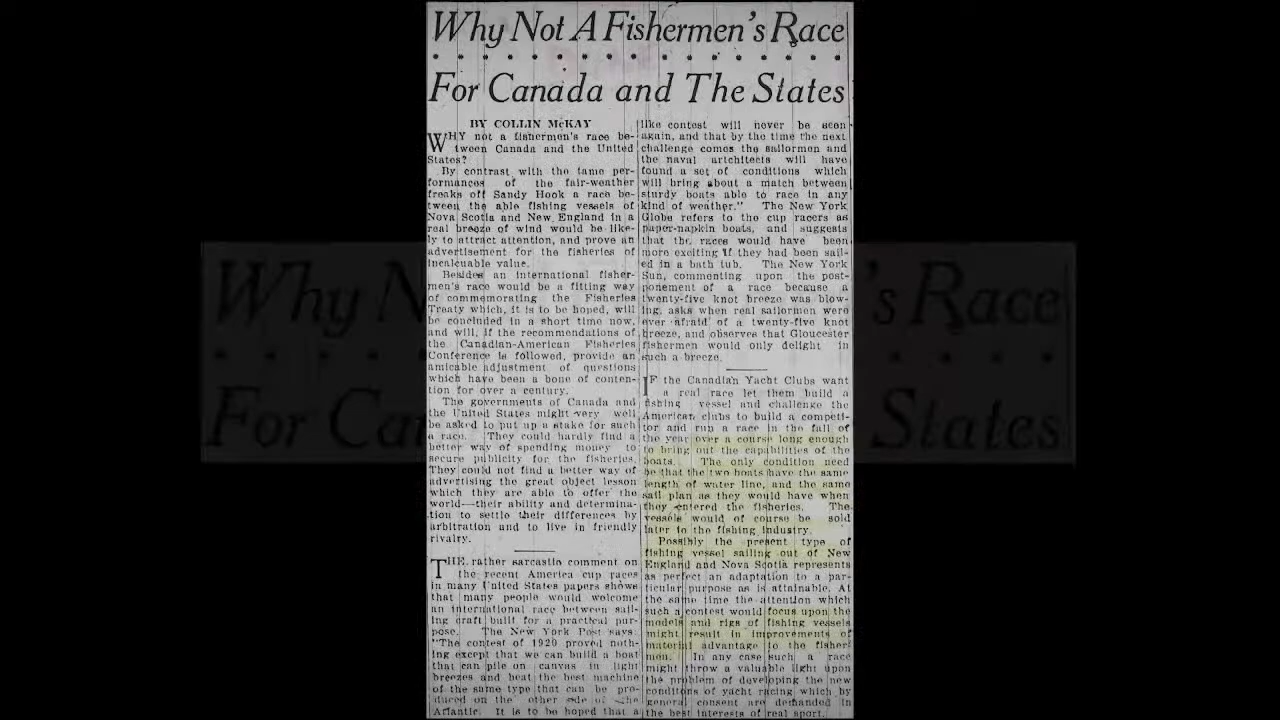 Why Not A Fishermen's Race
For Canada and The States
BY COLLIN McKAY
WHY not a fishermen's race be-
tween Canada and the United
States?
By contrast with the tame per-
formances of the fair-weather
freaks off Sandy Hook a race be-
tween the able fishing vessels of
Nova Scotia and New England in a
real breeze of wind would be like-
ly to attract attention, and prove an
advertisement for the fisheries of
incalcuable value.
Besides an international fisher-
men's race would be a fitting way
of commemorating the Fisheries
Treaty which, it is to be hoped, will
be concluded in a short time now,
and will, if the recommendations of
the Canadian-American Fisheries
Conference is followed, provide an
amicable adjustment of questions
which have been a bone of conten-
tion for over a century.
The governments of Canada and
the United States might very well
be asked to put up a stake for such
a race. They could hardly find a
better way of spending money to
secure publicity for the fisheries.
They could not find a better way of
advertising the great object lesson
which they are able to offer the
world—their ability and determina-
tion to settle their differences by
arbitration and to live in friendly
rivalry.
THE rather sarcastic comment on
the recent America cup races
in many United States papers shows
that many people would welcome
an international race between sail-
ing craft built for a practical pur-
pose. The New York Post says:
"The contest of 1920 proved noth-
ing except that we can build a boat
that can pile on canvas in light
breezes and beat the best machine
of the same type that can be pro-
duced on the other side of the
Atlantic. It is to be hoped that a
like contest will never be seen
again, and that by the time the next
challenge comes the sailormen and
the naval artchitects will have
found a set of conditions which
will bring about a match between
sturdy boats able to race in any
kind of weather." The New York
Globe refers to the cup racers as
paper-napkin boats, and suggests
that the races would have been
more exciting if they had been sail-
ed in a bath tub. The New York
Sun, commenting upon the post-
ponement of a race because a
twenty-five knot breeze was blow-
ing, asks when real sailormen were
ever afraid of a twenty-five knot
breeze, and observes that Gloucester
fishermen would only delight in
such a breeze.
IF the Canadian Yacht Clubs want
a real race let them build a
fishing vessel and challenge the
American clubs to build a competi-
tor and run a race in the fall of
the year over a course long enough
to bring out the capabilities of the
boats. The only condition need
be that the two boats have the same
length of water line, and the same
sail plan as they would have when
they entered the fisheries. The
vessels would of course be sold
later to the fishing industry.
Possibly the present type of
fishing vessel sailing out of New
England and Nova Scotia represents
as perfect an adaptation to a par-
ticular purpose as is attainable. At
the same time the attention which
such a contest would focus upon the
models and rigs of fishing vessels
might result in improvements of
material advantage to the fisher
men. In any case such a race
might throw a valuable light upon
the problem of developing the new
conditions of yacht racing which by
general consent are demanded in
the best interests of real sport.